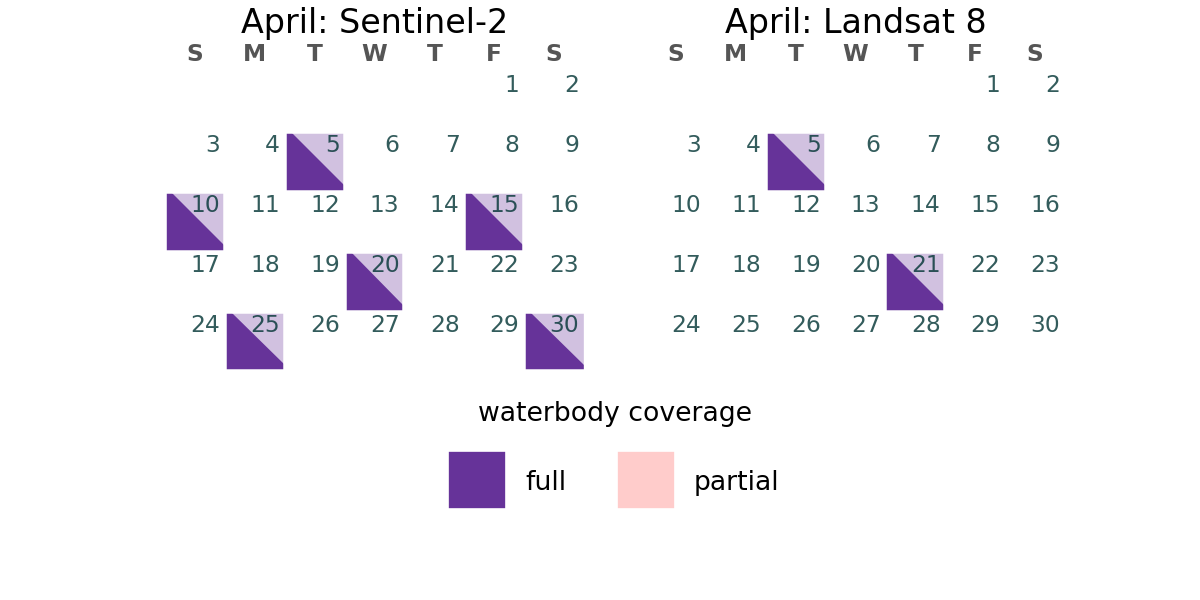 April: Sentinel-2
S M T W T F S
1 2
3 4 5 6 7 8 9
10 11 12 13 14 15 16
17 18 19 20 21 22 23
24 25 26 27 28 29 30
April: Landsat 8
S M T W T F S
1 2
3 4 5 6 7 8 9
10 11 12 13 14 15 16
17 18 19 20 21 22 23
24 25 26 27 28 29 30
waterbody coverage
full
partial